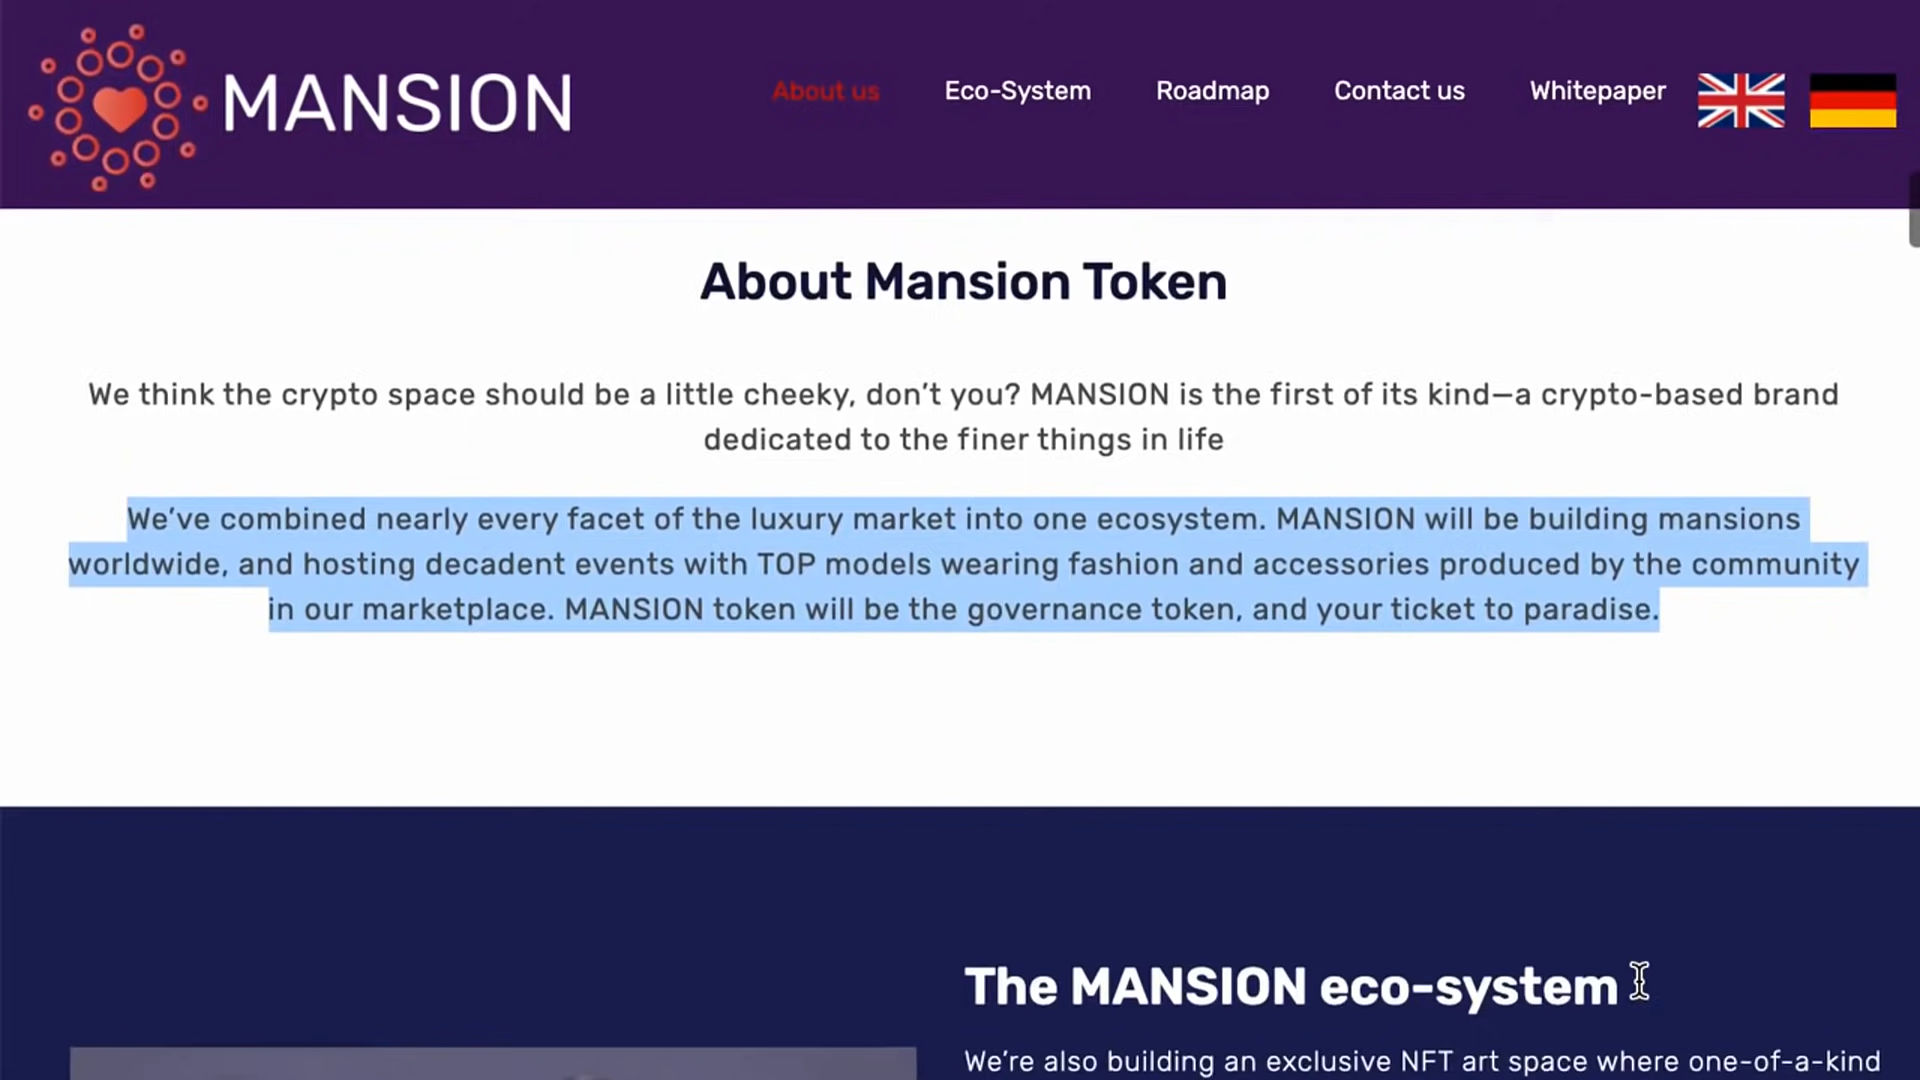 MANSION
About us
Eco-System
Roadmap
Contact us
Whitepaper
About Mansion Token
We think the crypto space should be a little cheeky, don’t you? MANSION is the first of its kind—a crypto-based brand
dedicated to the finer things in life
We’ve combined nearly every facet of the luxury market into one ecosystem. MANSION will be building mansions
worldwide, and hosting decadent events with TOP models wearing fashion and accessories produced by the community
in our marketplace. MANSION token will be the governance token, and your ticket to paradise.
The MANSION eco-system
We’re also building an exclusive NFT art space where one-of-a-kind